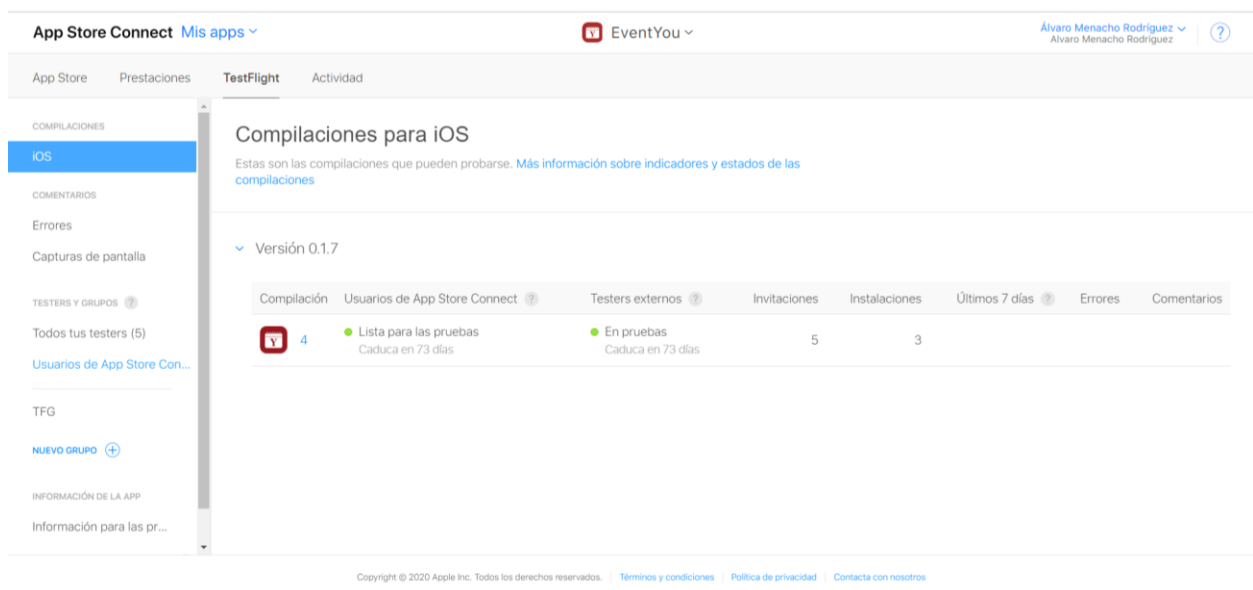 App Store Connect Mis apps
EventYou
Álvaro Menacho Rodríguez
Alvaro Menacho Rodriguez
?
App Store Prestaciones TestFlight Actividad
COMPILACIONES
iOS
COMENTARIOS
Errores
Capturas de pantalla
TESTERS Y GRUPOS ?
Todos tus testers (5)
Usuarios de App Store Con...
TFG
NUEVO GRUPO
INFORMACIÓN DE LA APP
Información para las pr...
Compilaciones para iOS
Estas son las compilaciones que pueden probarse. Más información sobre indicadores y estados de las
compilaciones
Versión 0.1.7
Compilación Usuarios de App Store Connect ? Testers externos ? Invitaciones Instalaciones Últimos 7 días ? Errores Comentarios
Y 4 Lista para las pruebas En pruebas 5 3
Caduca en 73 días Caduca en 73 días
Copyright © 2020 Apple Inc. Todos los derechos reservados. Términos y condiciones Política de privacidad Contacta con nosotros